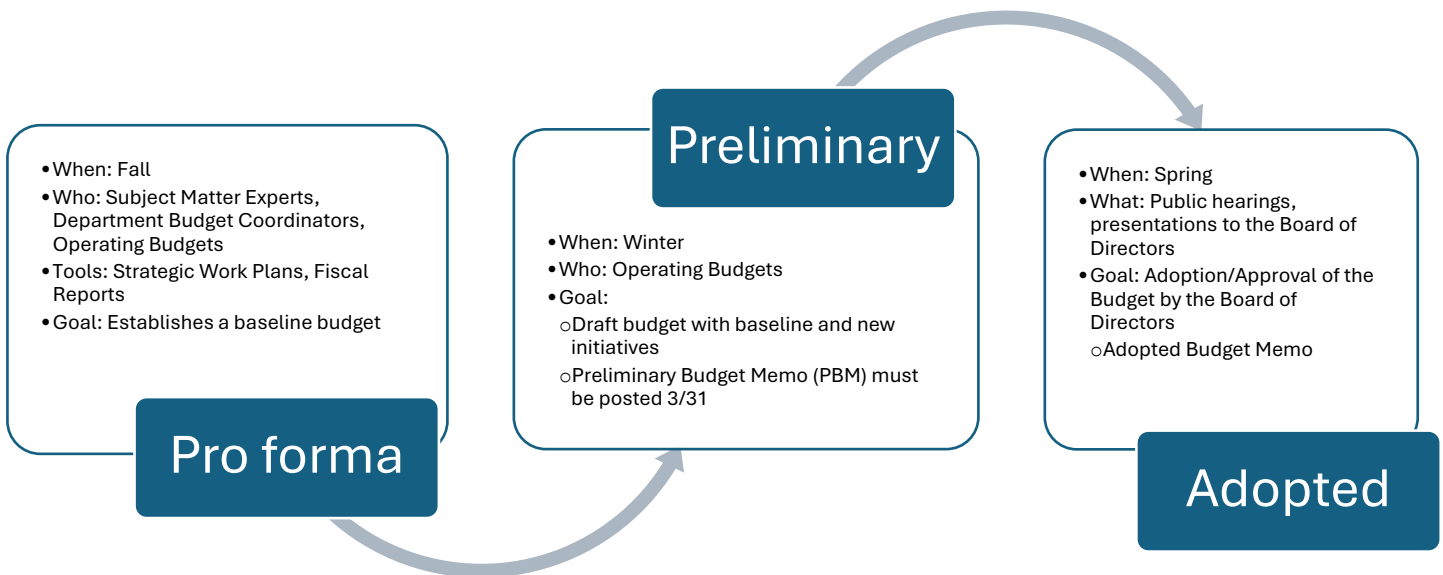 •When: Fall
•Who: Subject Matter Experts,
Department Budget Coordinators,
Operating Budgets
•Tools: Strategic Work Plans, Fiscal
Reports
•Goal: Establishes a baseline budget
Pro forma
Preliminary
•When: Winter
•Who: Operating Budgets
•Goal:
oDraft budget with baseline and new
initiatives
oPreliminary Budget Memo (PBM) must
be posted 3/31
•When: Spring
•What: Public hearings,
presentations to the Board of
Directors
•Goal: Adoption/Approval of the
Budget by the Board of
Directors
oAdopted Budget Memo
Adopted